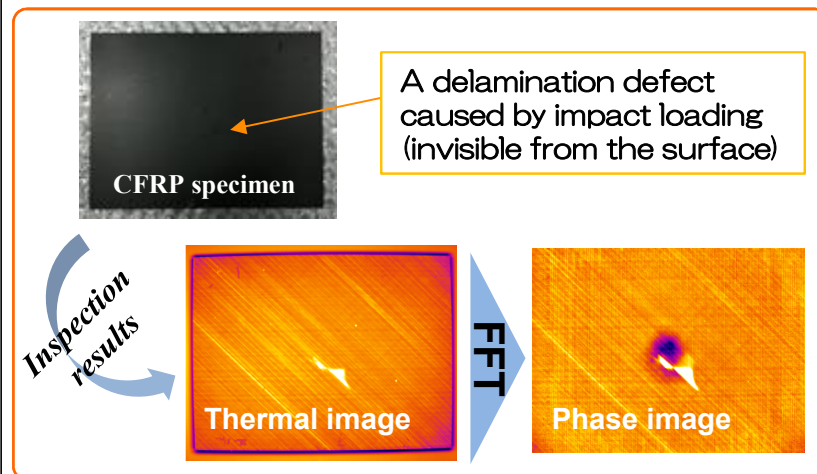 A delamination defect
caused by impact loading
(invisible from the surface)
CFRP specimen
Inspection
results
Thermal image
FFT
Phase image